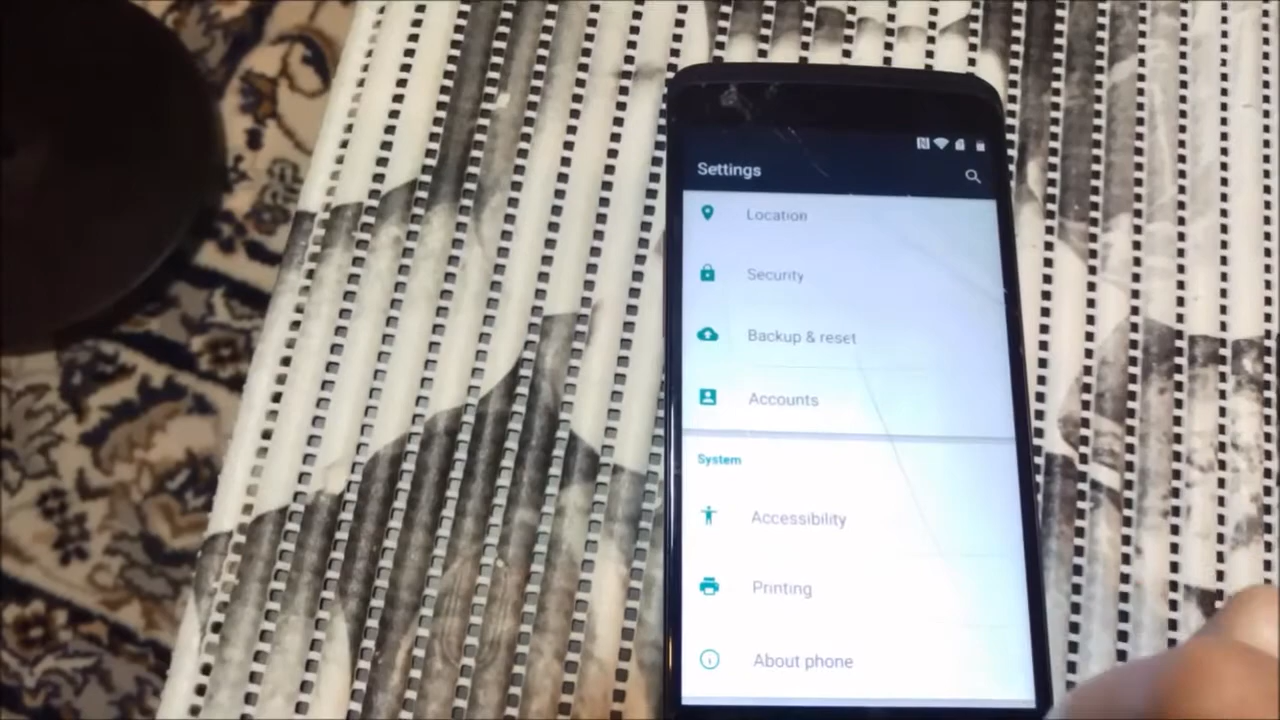 Settings
Location
Security
Backup & reset
Accounts
System
Accessibility
Printing
About phone